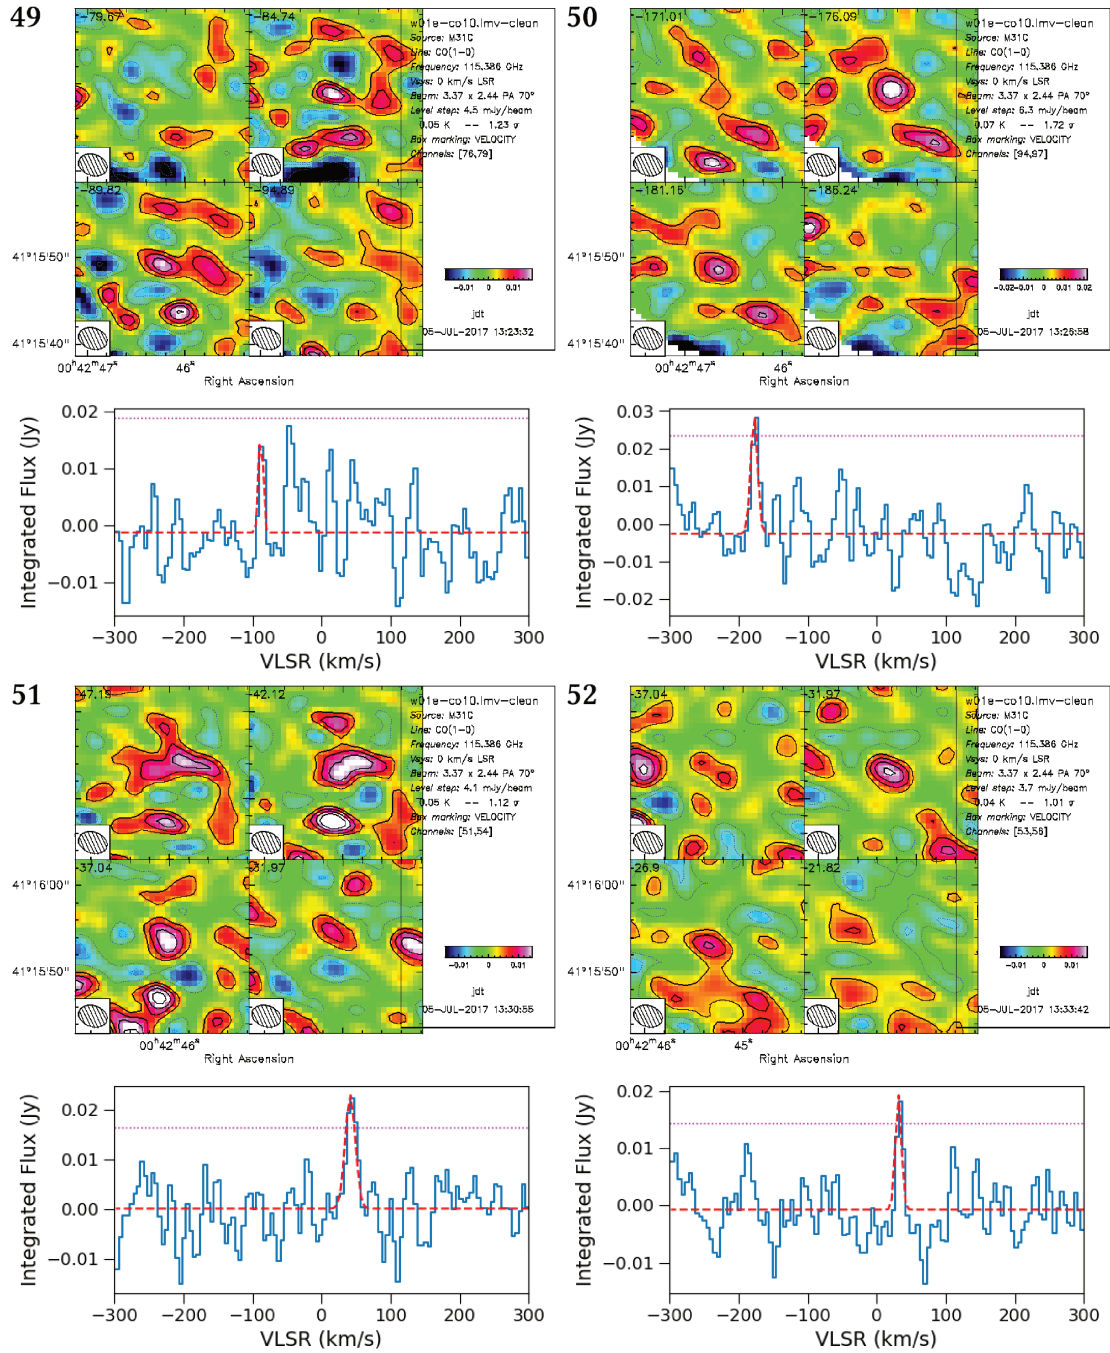 49
-79.67
-84.74
w01e-co10.lmv-clean
Source: M31C
Line: CO(1-0)
Frequency: 115.386 GHz
Vsys: 0 km/s LSR
Beam: 3.37 x 2.44 PA 70°
Level step: 4.5 mJy/beam
0.05 K -- 1.23 σ
Box marking: VELOCITY
Channels: [76,79]
-89.82
-94.89
41°15'50"
41°15'40"
-0.01 0 0.01
jdt
05-JUL-2017 13:23:32
00h42m47s 46s
Right Ascension
50
-171.01
-176.09
w01e-co10.lmv-clean
Source: M31C
Line: CO(1-0)
Frequency: 115.386 GHz
Vsys: 0 km/s LSR
Beam: 3.37 x 2.44 PA 70°
Level step: 6.3 mJy/beam
0.07 K -- 1.72 σ
Box marking: VELOCITY
Channels: [94,97]
-181.16
-186.24
41°15'50"
41°15'40"
-0.02 -0.01 0 0.01 0.02
jdt
05-JUL-2017 13:26:58
00h42m47s 46s
Right Ascension
Integrated Flux (Jy)
0.02
0.01
0.00
−0.01
−300 −200 −100 0 100 200 300
VLSR (km/s)
Integrated Flux (Jy)
0.03
0.02
0.01
0.00
−0.01
−0.02
−300 −200 −100 0 100 200 300
VLSR (km/s)
51
-47.19
-42.12
w01e-co10.lmv-clean
Source: M31C
Line: CO(1-0)
Frequency: 115.386 GHz
Vsys: 0 km/s LSR
Beam: 3.37 x 2.44 PA 70°
Level step: 4.1 mJy/beam
0.05 K -- 1.12 σ
Box marking: VELOCITY
Channels: [51,54]
-37.04
-31.97
41°16'00"
41°15'50"
-0.01 0 0.01
jdt
05-JUL-2017 13:30:55
00h42m46s
Right Ascension
52
-37.04
-31.97
w01e-co10.lmv-clean
Source: M31C
Line: CO(1-0)
Frequency: 115.386 GHz
Vsys: 0 km/s LSR
Beam: 3.37 x 2.44 PA 70°
Level step: 3.7 mJy/beam
0.04 K -- 1.01 σ
Box marking: VELOCITY
Channels: [53,56]
-26.9
-21.82
41°16'00"
41°15'50"
-0.01 0 0.01
jdt
05-JUL-2017 13:33:42
00h42m46s 45s
Right Ascension
Integrated Flux (Jy)
0.02
0.01
0.00
−0.01
−300 −200 −100 0 100 200 300
VLSR (km/s)
Integrated Flux (Jy)
0.02
0.01
0.00
−0.01
−300 −200 −100 0 100 200 300
VLSR (km/s)